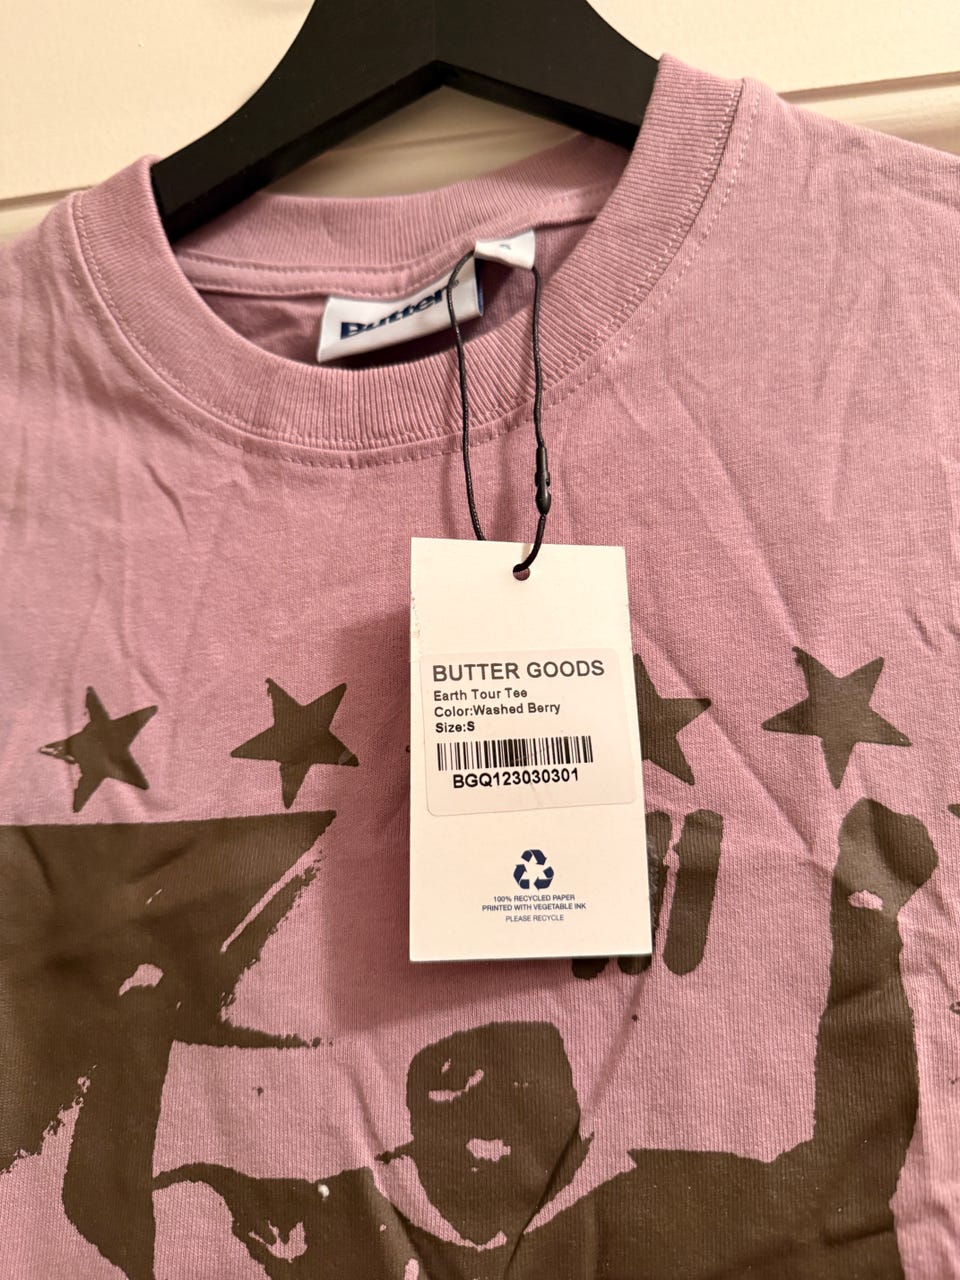 Butter
BUTTER GOODS
Earth Tour Tee
Color:Washed Berry
Size:S
BGQ123030301
100% RECYCLED PAPER
PRINTED WITH VEGETABLE INK
PLEASE RECYCLE